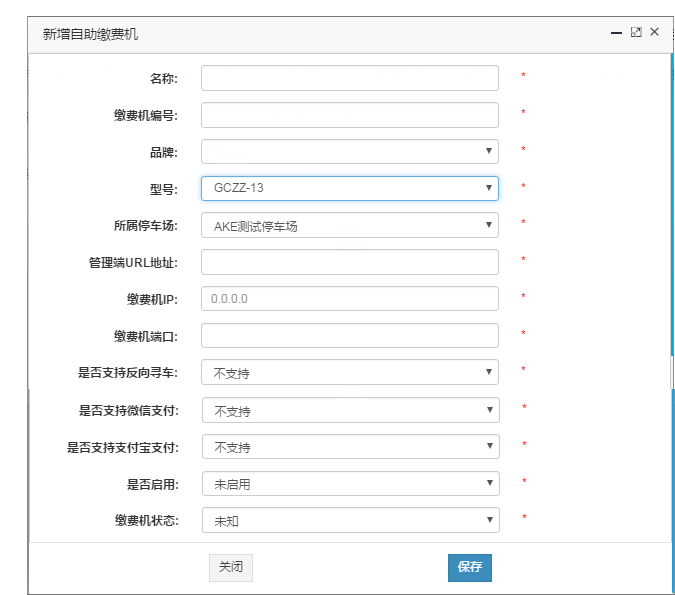 新增自助缴费机
名称: *
缴费机编号: *
品牌: *
型号: GCZZ-13 *
所属停车场: AKE测试停车场 *
管理端URL地址: *
缴费机IP: 0.0.0.0 *
缴费机端口: *
是否支持反向寻车: 不支持 *
是否支持微信支付: 不支持 *
是否支持支付宝支付: 不支持 *
是否启用: 未启用 *
缴费机状态: 未知 *
关闭 保存